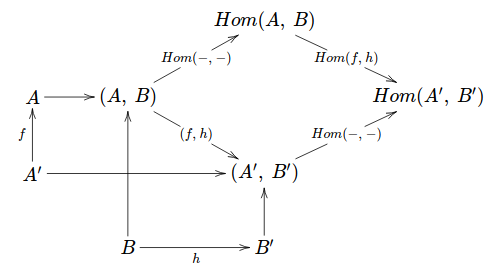 Hom(A, B)
Hom(−, −) Hom(f, h)
A (A, B) Hom(A′, B′)
f (f, h) Hom(−, −)
A′ (A′, B′)
B B′
h